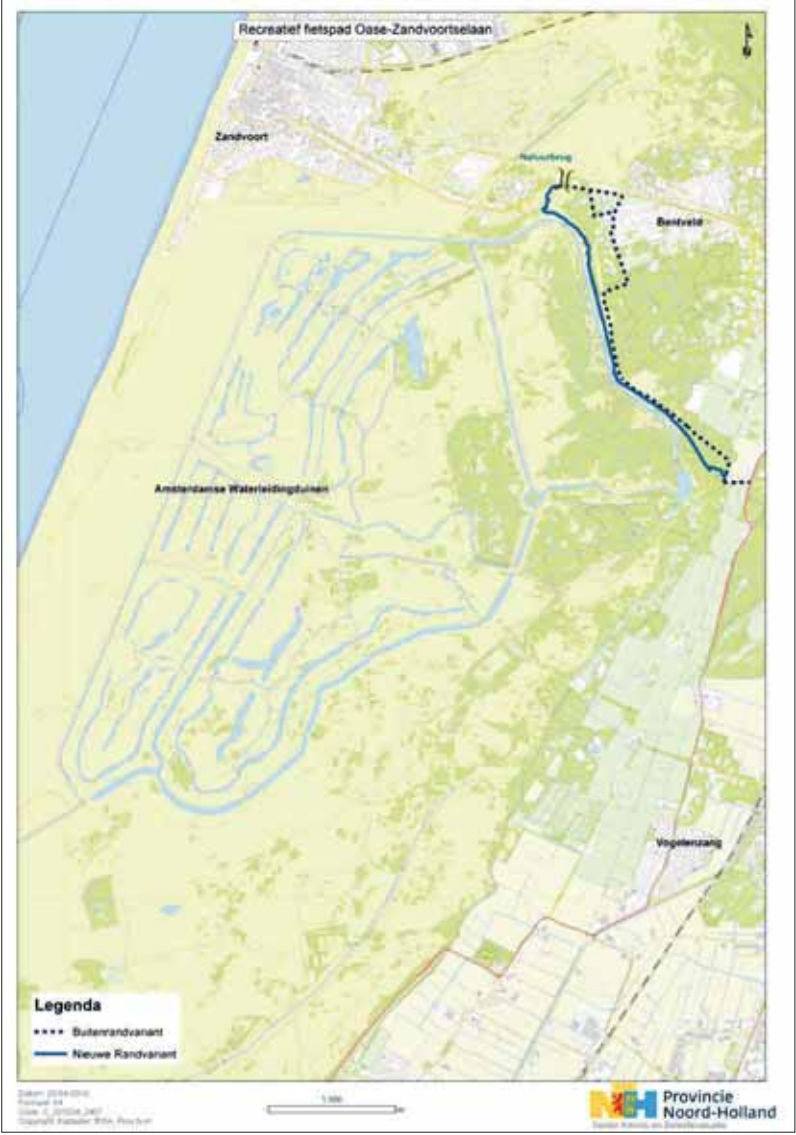 Recreatief fietspad Oase-Zandvoortselaan
Zandvoort
Natuurbrug
Bentveld
Amsterdamse Waterleidingduinen
Vogelenzang
Legenda
Buitenrandvariant
Nieuwe Randvariant
Provincie
Noord-Holland